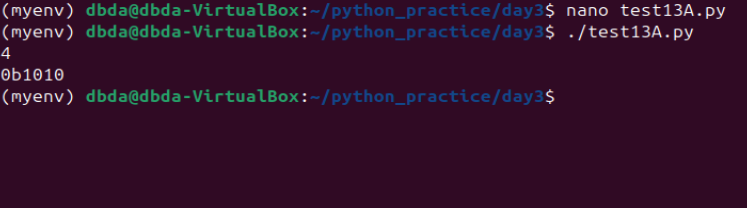 (myenv) dbda@dbda-VirtualBox:~/python_practice/day3$ nano test13A.py
(myenv) dbda@dbda-VirtualBox:~/python_practice/day3$ ./test13A.py
4
0b1010
(myenv) dbda@dbda-VirtualBox:~/python_practice/day3$